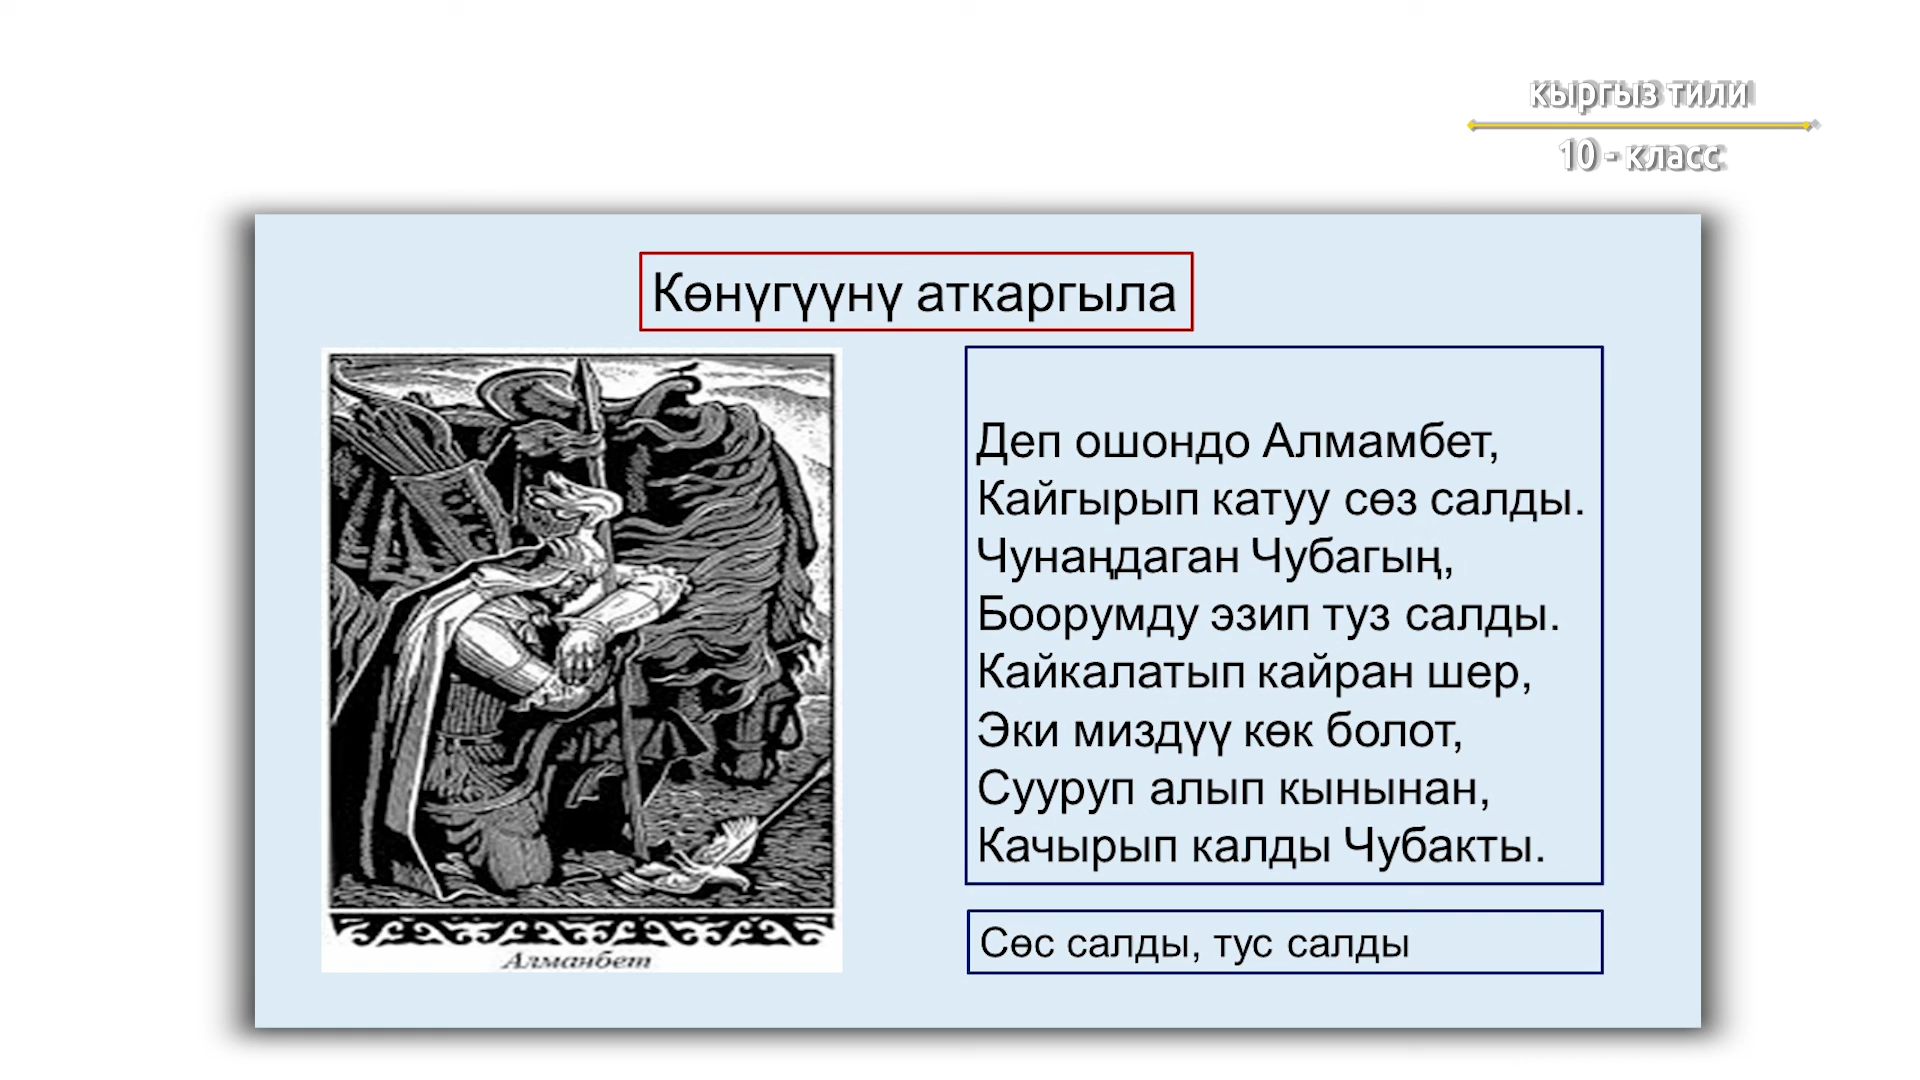 кыргыз тили
10 - класс
Көнүгүүнү аткаргыла
Деп ошондо Алмамбет,
Кайгырып катуу сөз салды.
Чунаңдаган Чубагың,
Боорумду эзип туз салды.
Кайкалатып кайран шер,
Эки миздүү көк болот,
Сууруп алып кынынан,
Качырып калды Чубакты.
Сөс салды, тус салды
Алманбет